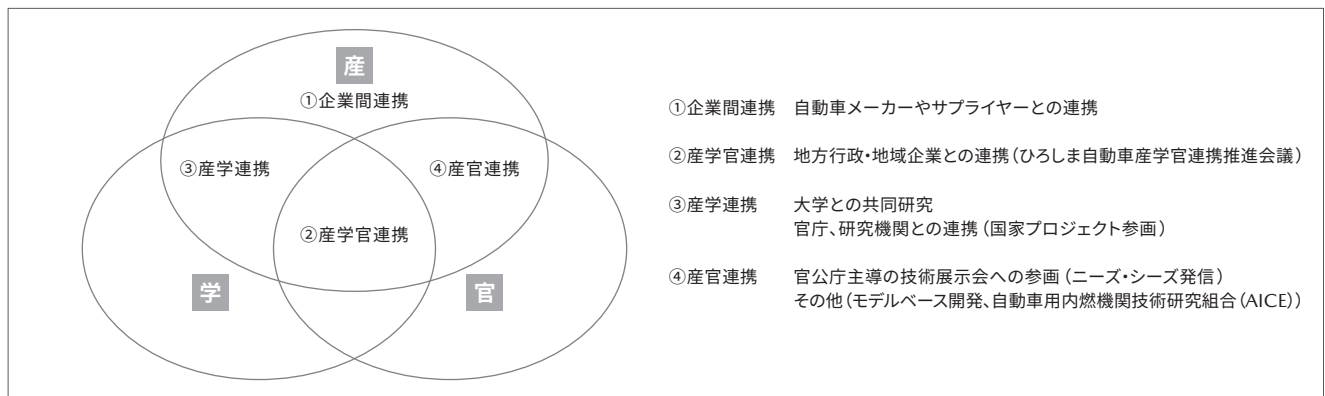 産
①企業間連携
③産学連携
④産官連携
②産学官連携
学
官
①企業間連携 自動車メーカーやサプライヤーとの連携
②産学官連携 地方行政・地域企業との連携（ひろしま自動車産学官連携推進会議）
③産学連携 大学との共同研究
官庁、研究機関との連携（国家プロジェクト参画）
④産官連携 官公庁主導の技術展示会への参画（ニーズ・シーズ発信）
その他（モデルベース開発、自動車用内燃機関技術研究組合（AICE））